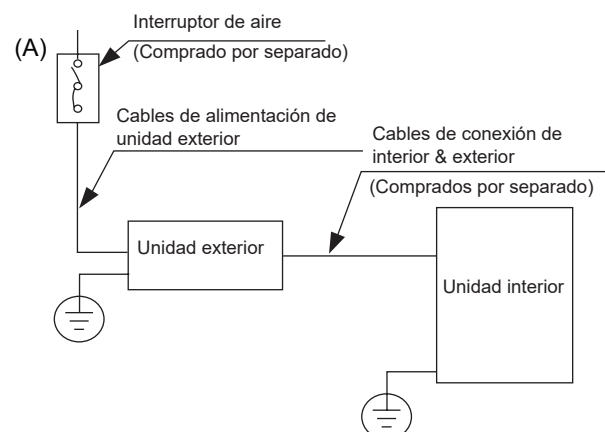 (A)
Interruptor de aire
(Comprado por separado)
Cables de alimentación de
unidad exterior
Cables de conexión de
interior & exterior
(Comprados por separado)
Unidad exterior
Unidad interior